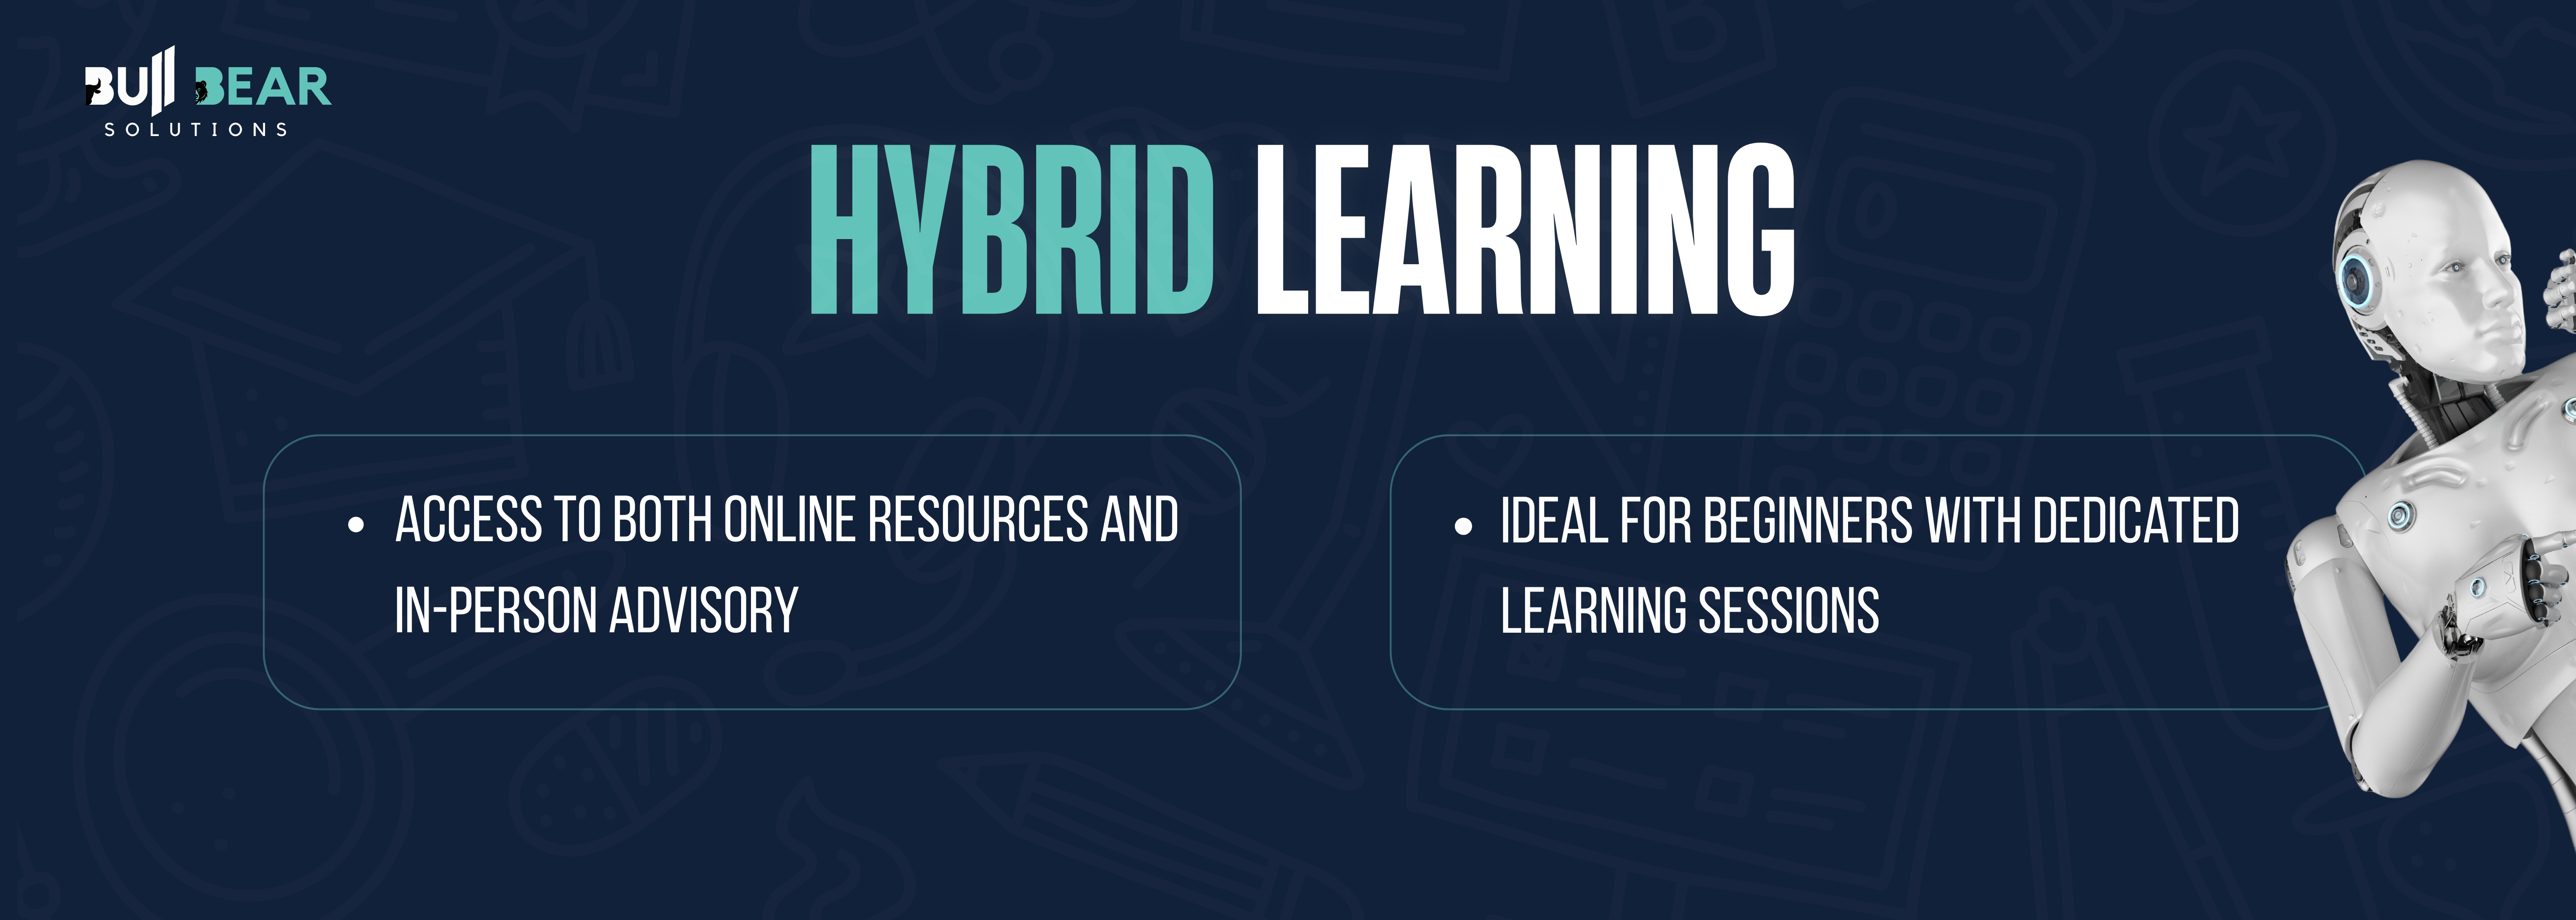 BULL BEAR
SOLUTIONS
HYBRID LEARNING
• ACCESS TO BOTH ONLINE RESOURCES AND
IN-PERSON ADVISORY
• IDEAL FOR BEGINNERS WITH DEDICATED
LEARNING SESSIONS